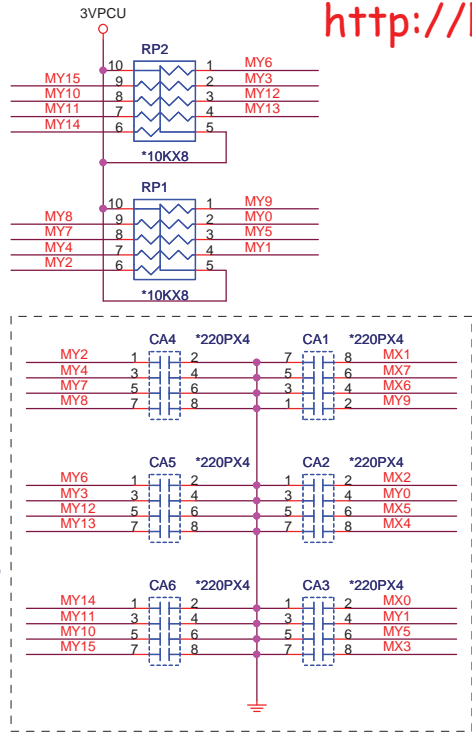 3VPCU
http://
RP2
10 1 MY6
MY15 9 2 MY3
MY10 8 3 MY12
MY11 7 4 MY13
MY14 6 5
*10KX8
RP1
10 1 MY9
MY8 9 2 MY0
MY7 8 3 MY5
MY4 7 4 MY1
MY2 6 5
*10KX8
CA4 *220PX4 CA1 *220PX4
MY2 1 2 7 8 MX1
MY4 3 4 5 6 MX7
MY7 5 6 3 4 MX6
MY8 7 8 1 2 MY9
CA5 *220PX4 CA2 *220PX4
MY6 1 2 1 2 MX2
MY3 3 4 3 4 MY0
MY12 5 6 5 6 MX5
MY13 7 8 7 8 MX4
CA6 *220PX4 CA3 *220PX4
MY14 1 2 1 2 MX0
MY11 3 4 3 4 MY1
MY10 5 6 5 6 MY5
MY15 7 8 7 8 MX3